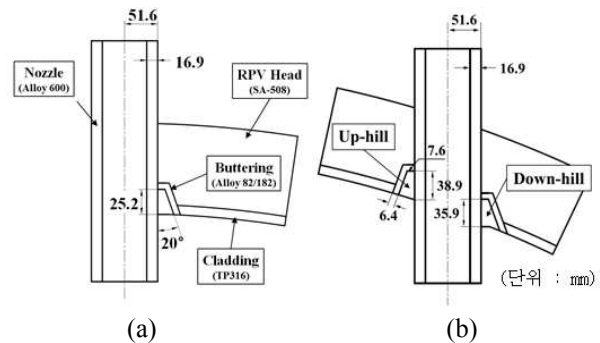 51.6
16.9
Nozzle
(Alloy 600)
RPV Head
(SA-508)
Buttering
(Alloy 82/182)
25.2
20°
Cladding
(TP316)
(a)
51.6
16.9
Up-hill
7.6
38.9
Down-hill
35.9
6.4
(단위 : ㎜)
(b)